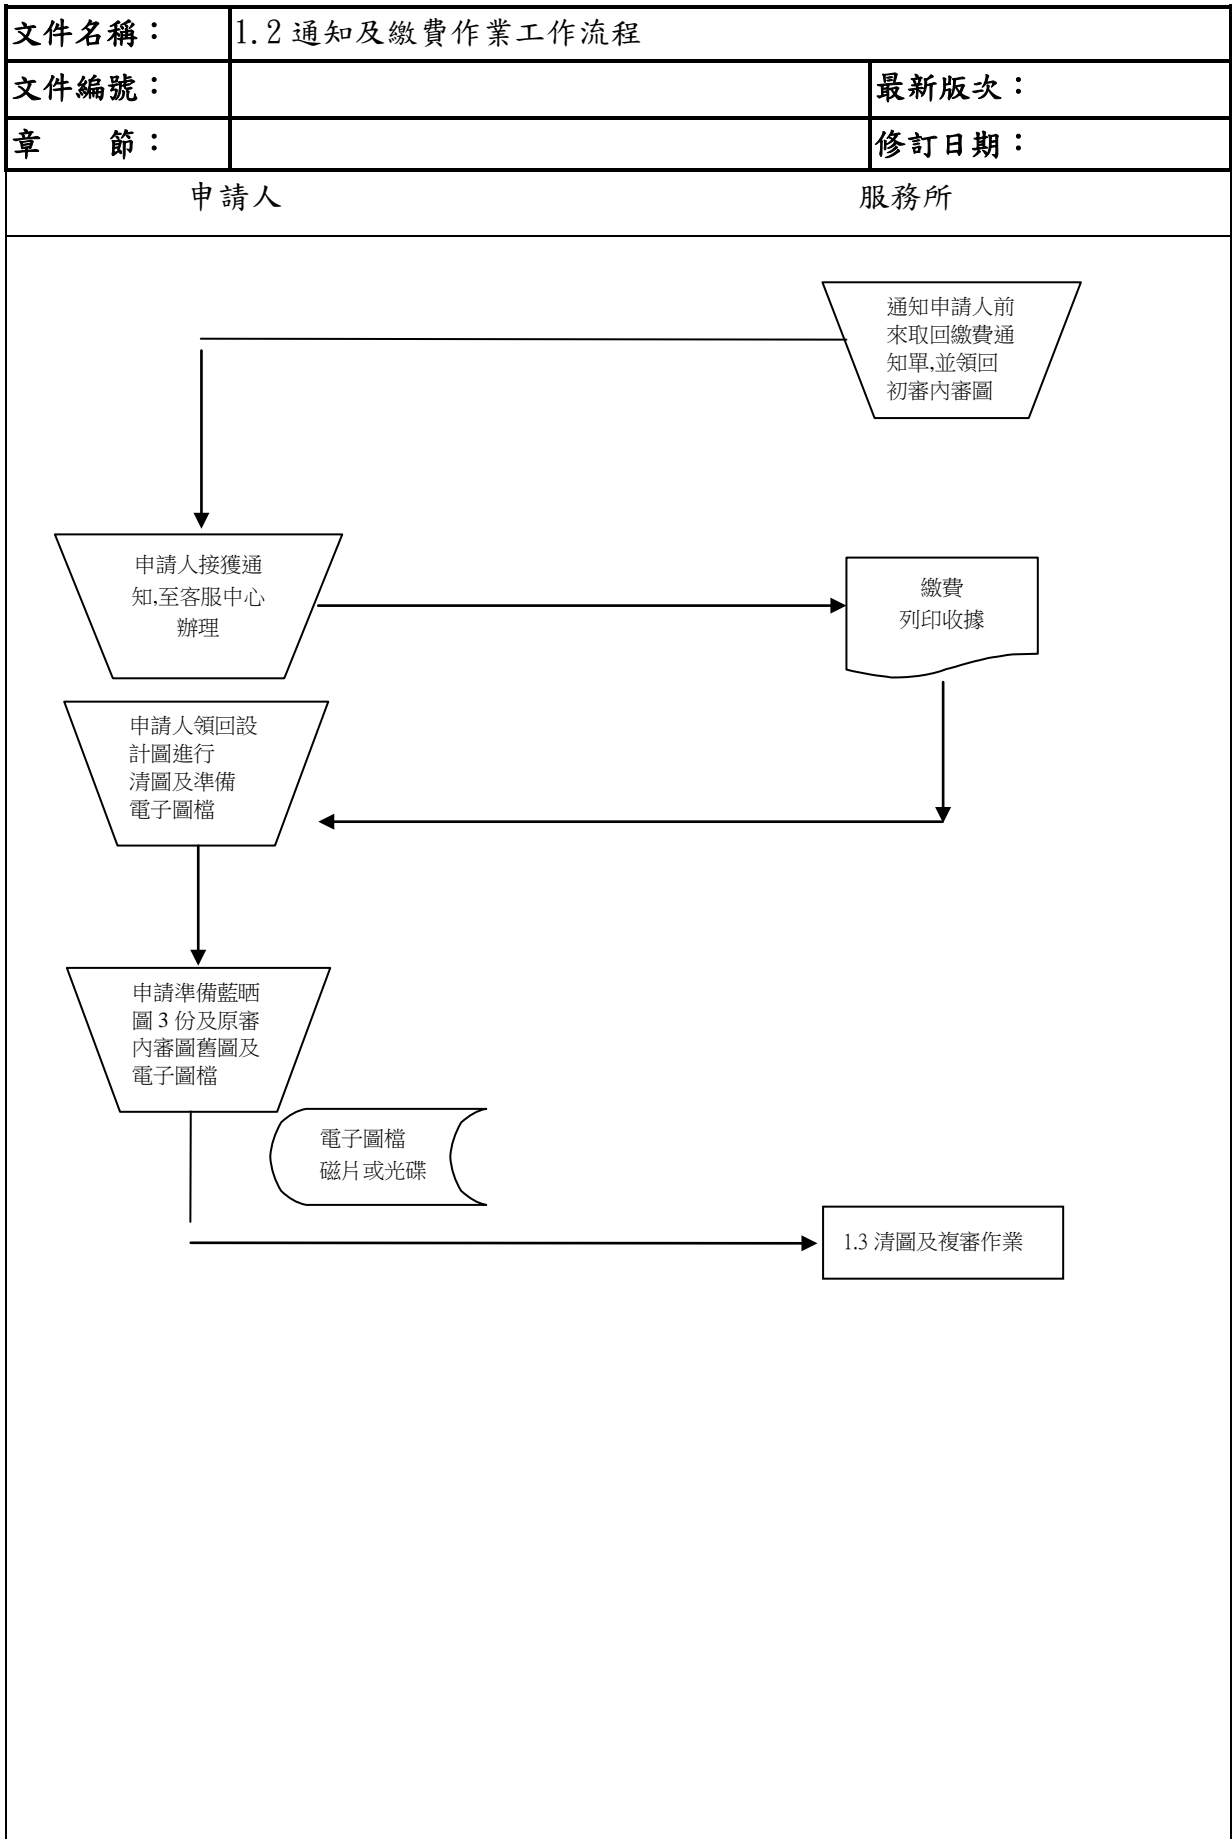 文件名稱：
1.2通知及繳費作業工作流程
文件編號：
最新版次：
章　　節：
修訂日期：
申請人
服務所
通知申請人前
來取回繳費通
知單,並領回
初審內審圖
申請人接獲通
知,至客服中心
辦理
繳費
列印收據
申請人領回設
計圖進行
清圖及準備
電子圖檔
申請準備藍晒
圖3份及原審
內審圖舊圖及
電子圖檔
電子圖檔
磁片或光碟
1.3清圖及複審作業